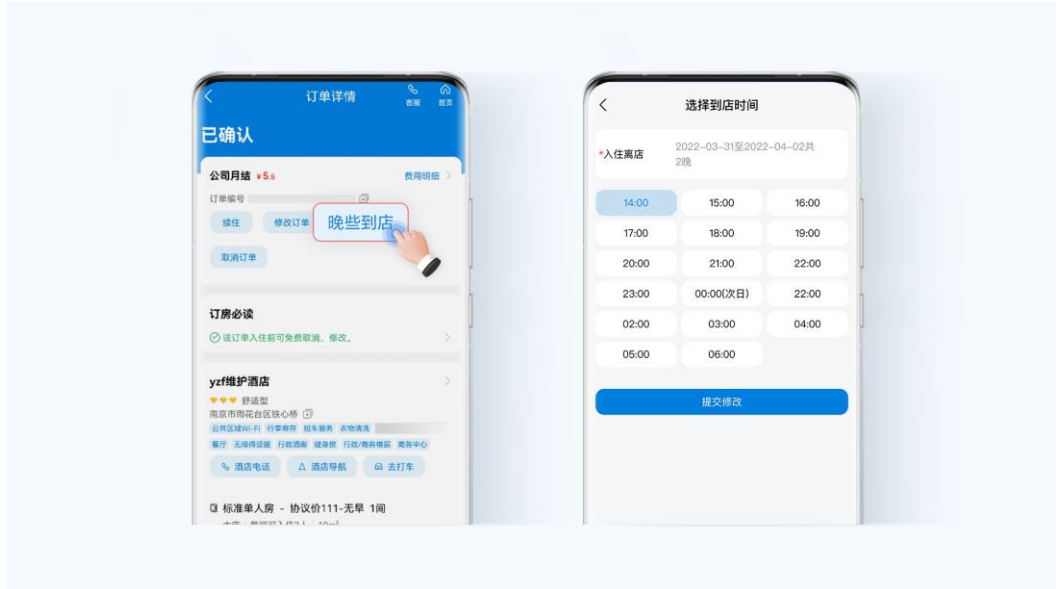 订单详情
客服
首页
已确认
公司月结 ¥5.5
费用明细
订单编号
续住
修改订单
晚些到店
取消订单
订房必读
该订单入住前可免费取消、修改。
yzf维护酒店
舒适型
南京市雨花台区铁心桥
公共区域Wi-Fi 行李寄存 租车服务 衣物清洗
餐厅 无障碍设施 行政酒廊 健身房 行政/商务楼层 商务中心
酒店电话
酒店导航
去打车
标准单人房 - 协议价111-无早 1间
选择到店时间
*入住离店
2022-03-31至2022-04-02共
2晚
14:00 15:00 16:00
17:00 18:00 19:00
20:00 21:00 22:00
23:00 00:00(次日) 22:00
02:00 03:00 04:00
05:00 06:00
提交修改